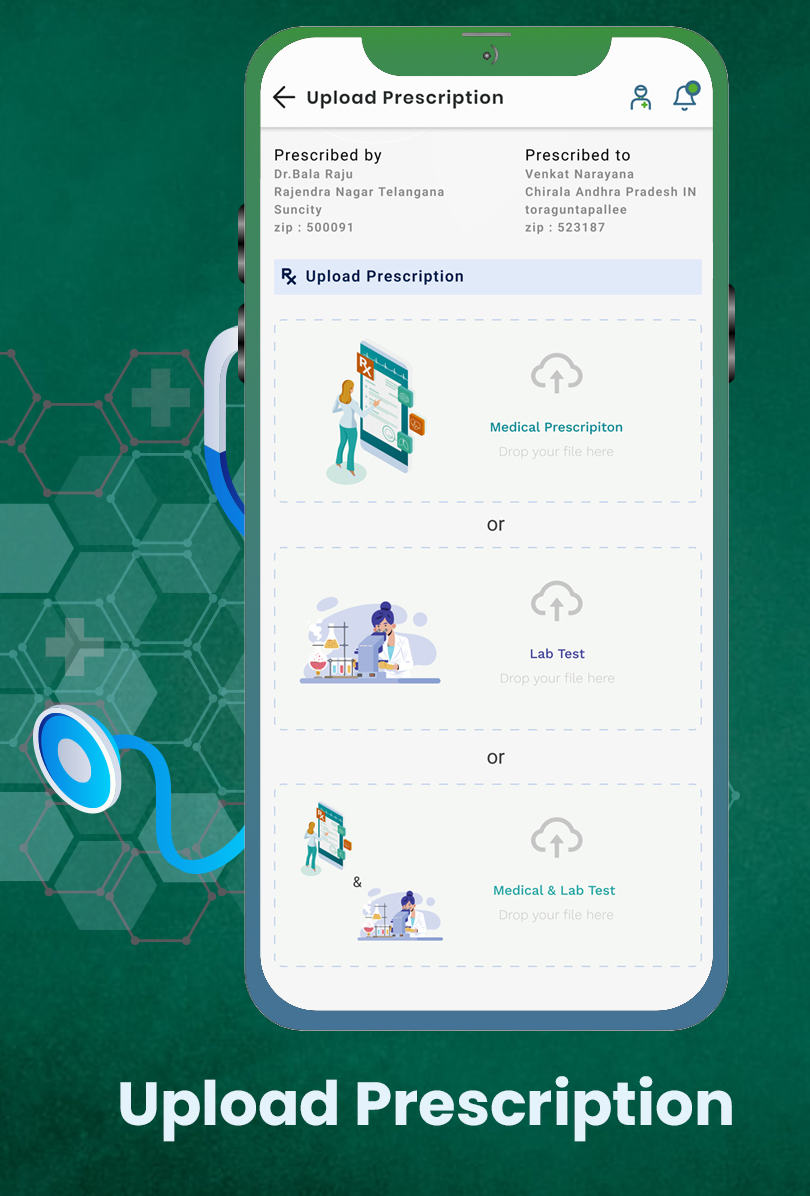 Upload Prescription
Prescribed by
Dr.Bala Raju
Rajendra Nagar Telangana
Suncity
zip : 500091
Prescribed to
Venkat Narayana
Chirala Andhra Pradesh IN
toraguntapallee
zip : 523187
Rx Upload Prescription
RX
Medical Prescripiton
Drop your file here
or
Lab Test
Drop your file here
or
RX
&
Medical & Lab Test
Drop your file here
Upload Prescription